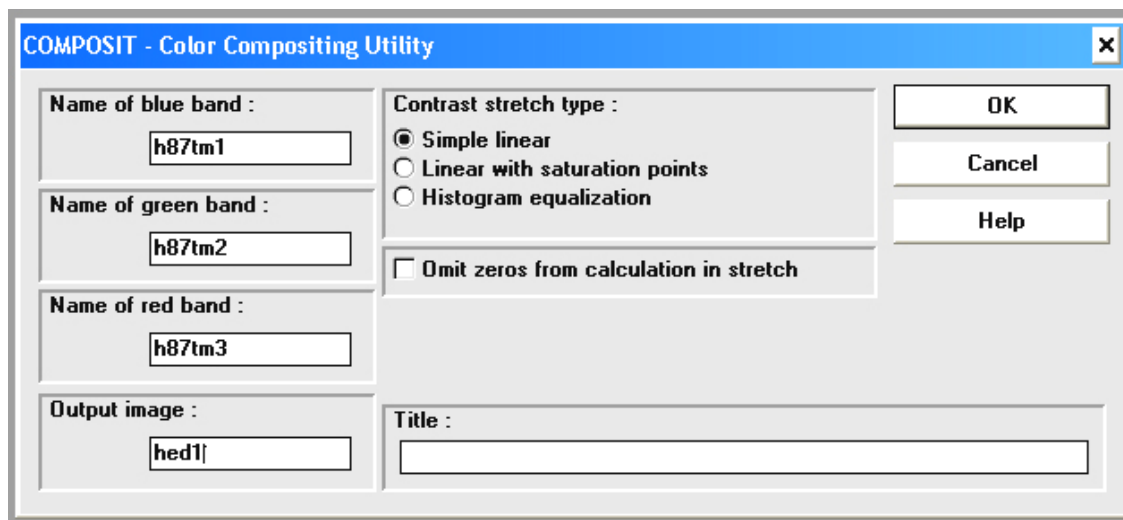 COMPOSIT - Color Compositing Utility
Name of blue band :
h87tm1
Name of green band :
h87tm2
Name of red band :
h87tm3
Output image :
hed1
Contrast stretch type :
Simple linear
Linear with saturation points
Histogram equalization
Omit zeros from calculation in stretch
Title :
OK
Cancel
Help